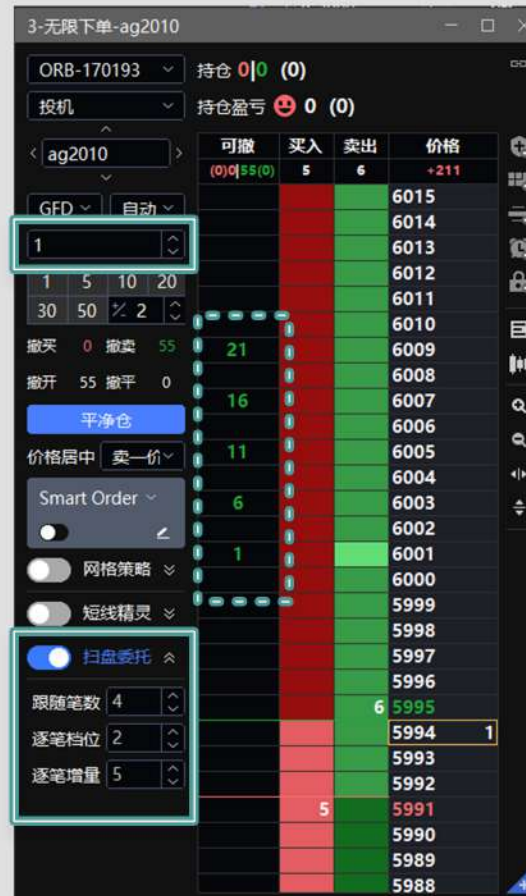 3-无限下单-ag2010
ORB-170193
持仓 0|0 (0)
投机
持仓盈亏 0 (0)
ag2010
可撤 买入 卖出 价格
(0)0|55(0) 5 6 +211
GFD 自动
1
1 5 10 20
30 50 +/- 2
撤买 0 撤卖 55
撤开 55 撤平 0
平净仓
价格居中 卖一价
Smart Order
网格策略
短线精灵
扫盘委托
跟随笔数 4
逐笔档位 2
逐笔增量 5
6015
6014
6013
6012
6011
6010
21 6009
6008
16 6007
6006
11 6005
6004
6 6003
6002
1 6001
6000
5999
5998
5997
5996
6 5995
5994 1
5993
5992
5 5991
5990
5989
5988